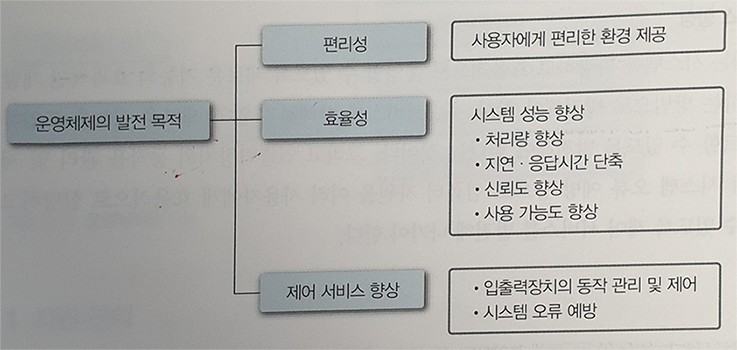 편리성
사용자에게 편리한 환경 제공
운영체제의 발전 목적
효율성
시스템 성능 향상
• 처리량 향상
• 지연 · 응답시간 단축
• 신뢰도 향상
• 사용 가능도 향상
제어 서비스 향상
• 입출력장치의 동작 관리 및 제어
• 시스템 오류 예방